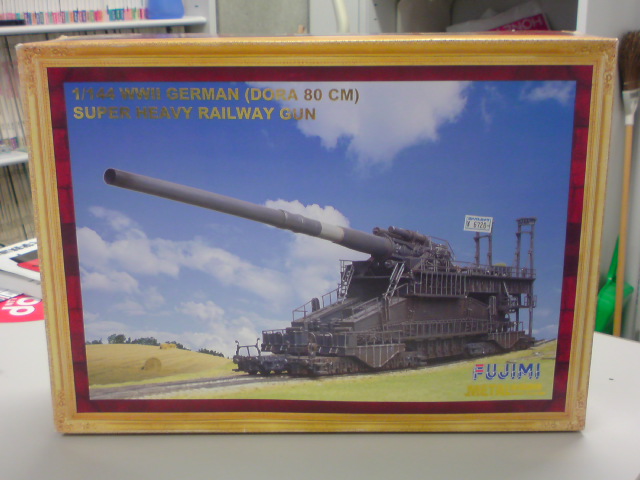 1/144 WWII GERMAN (DORA 80 CM)
SUPER HEAVY RAILWAY GUN
FUJIMI